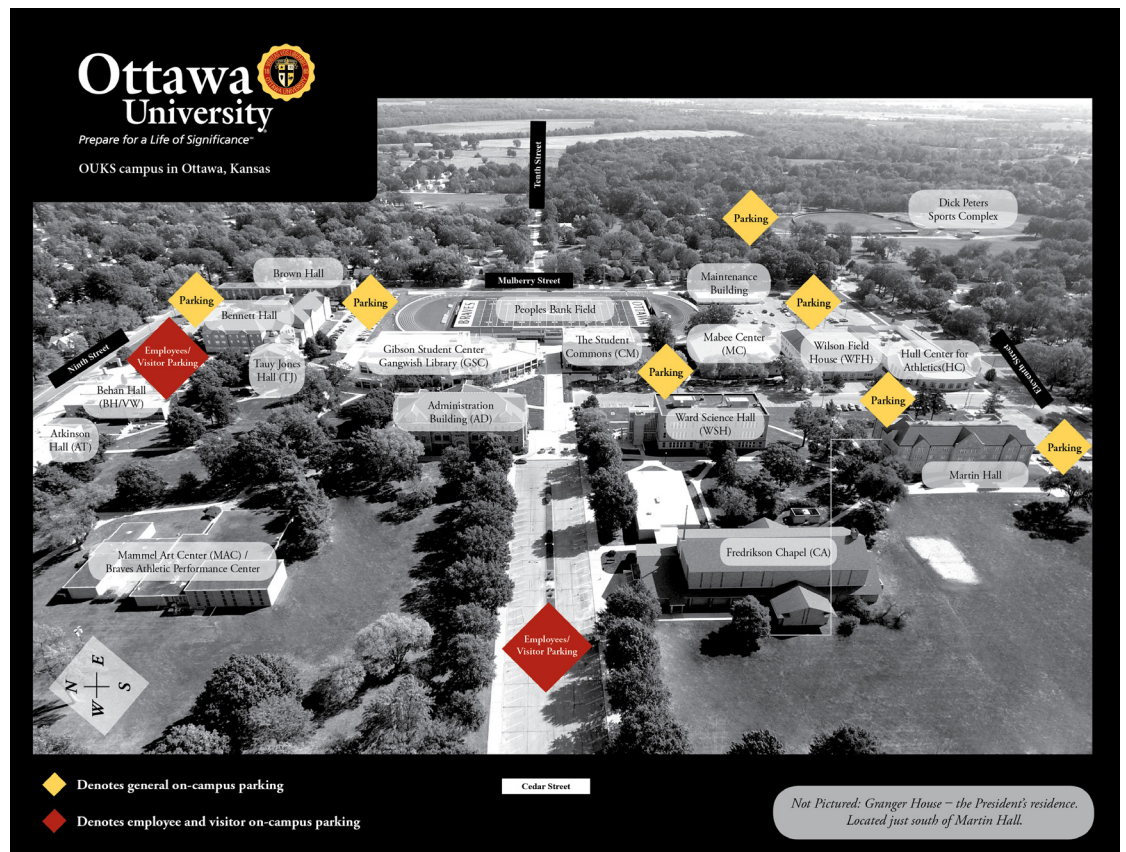 Ottawa
University
Prepare for a Life of Significance℠
OUKS campus in Ottawa, Kansas
Tenth Street
Parking
Dick Peters
Sports Complex
Brown Hall
Mulberry Street
Maintenance
Building
Parking
Parking
Parking
Bennett Hall
BRAVES
Peoples Bank Field
OTTAWA
Ninth Street
Employees/
Visitor Parking
Tauy Jones
Hall (TJ)
Gibson Student Center
Gangwish Library (GSC)
The Student
Commons (CM)
Mabee Center
(MC)
Wilson Field
House (WFH)
Hull Center for
Athletics(HC)
Eleventh Street
Parking
Parking
Behan Hall
(BH/VW)
Administration
Building (AD)
Ward Science Hall
(WSH)
Atkinson
Hall (AT)
Parking
Martin Hall
Mammel Art Center (MAC) /
Braves Athletic Performance Center
Fredrikson Chapel (CA)
Employees/
Visitor Parking
N
E
S
W
Denotes general on-campus parking
Cedar Street
Denotes employee and visitor on-campus parking
Not Pictured: Granger House – the President's residence.
Located just south of Martin Hall.